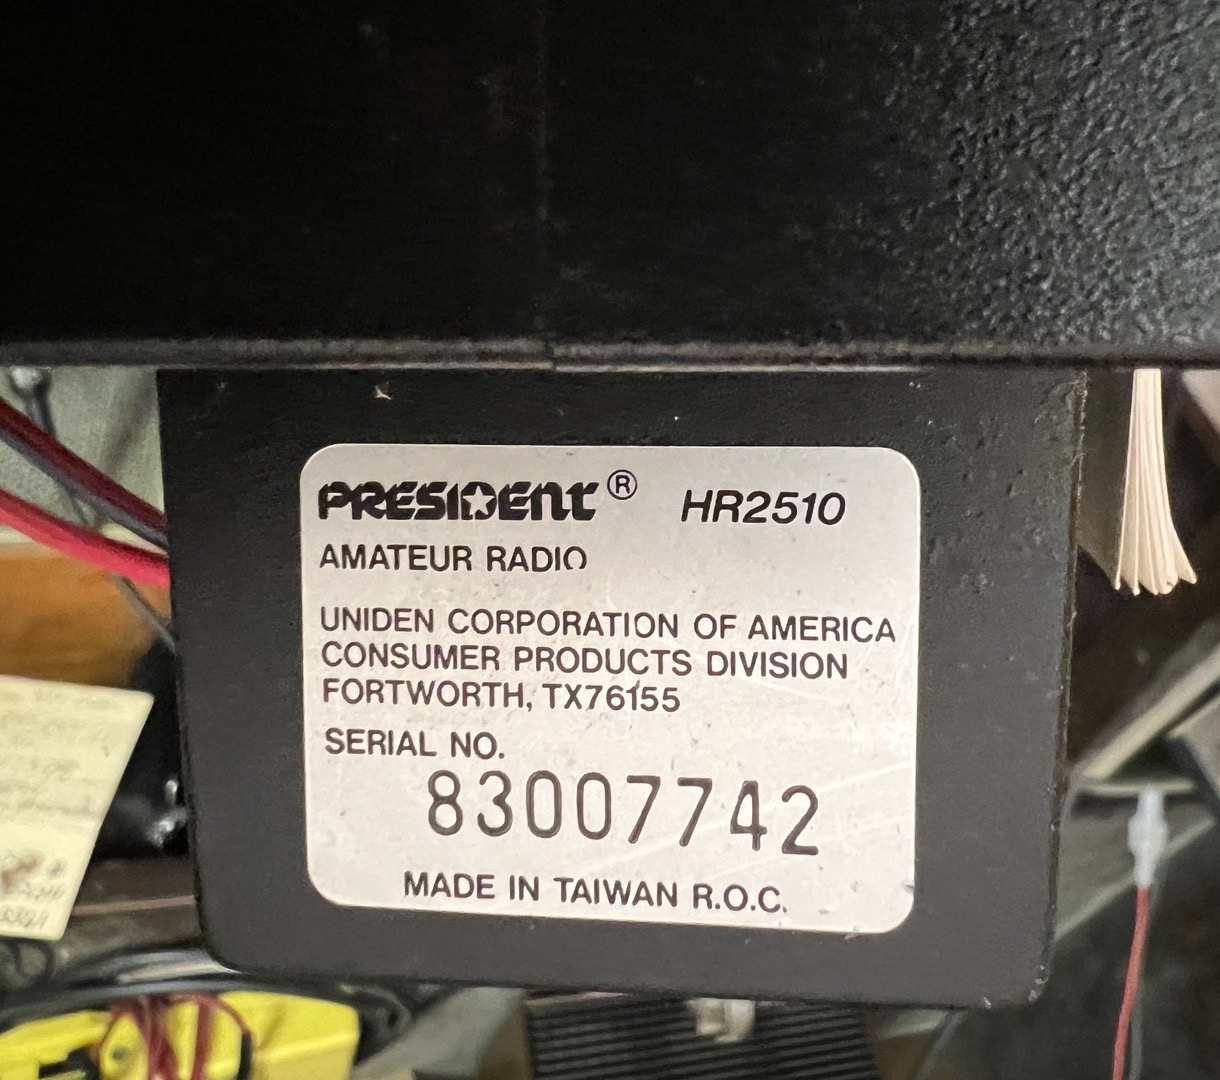 PRESIDENT® HR2510
AMATEUR RADIO
UNIDEN CORPORATION OF AMERICA
CONSUMER PRODUCTS DIVISION
FORTWORTH, TX76155
SERIAL NO.
83007742
MADE IN TAIWAN R.O.C.